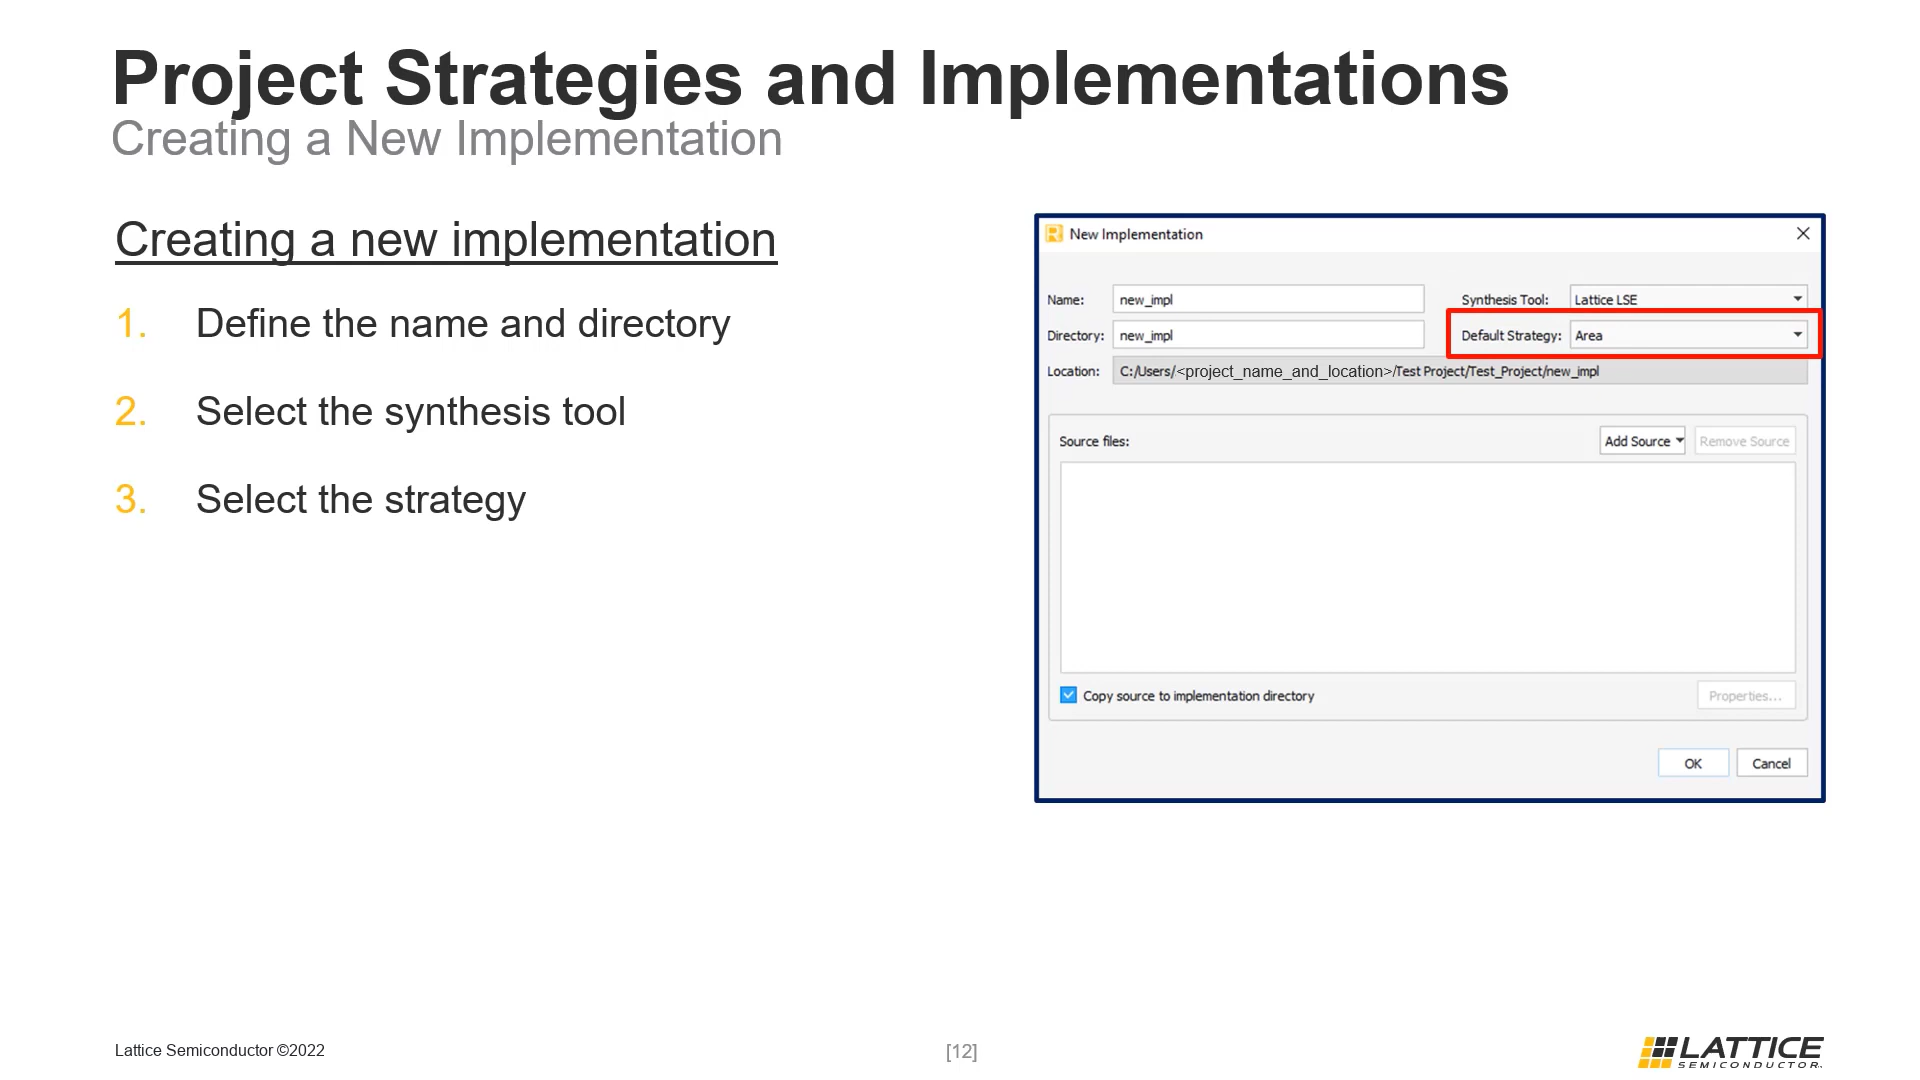 Project Strategies and Implementations
Creating a New Implementation
Creating a new implementation
1. Define the name and directory
2. Select the synthesis tool
3. Select the strategy
New Implementation
Name: new_impl Synthesis Tool: Lattice LSE
Directory: new_impl Default Strategy: Area
Location: C:/Users/<project_name_and_location>/Test Project/Test_Project/new_impl
Source files: Add Source Remove Source
Copy source to implementation directory Properties...
OK Cancel
Lattice Semiconductor ©2022
[12]
LATTICE
SEMICONDUCTOR